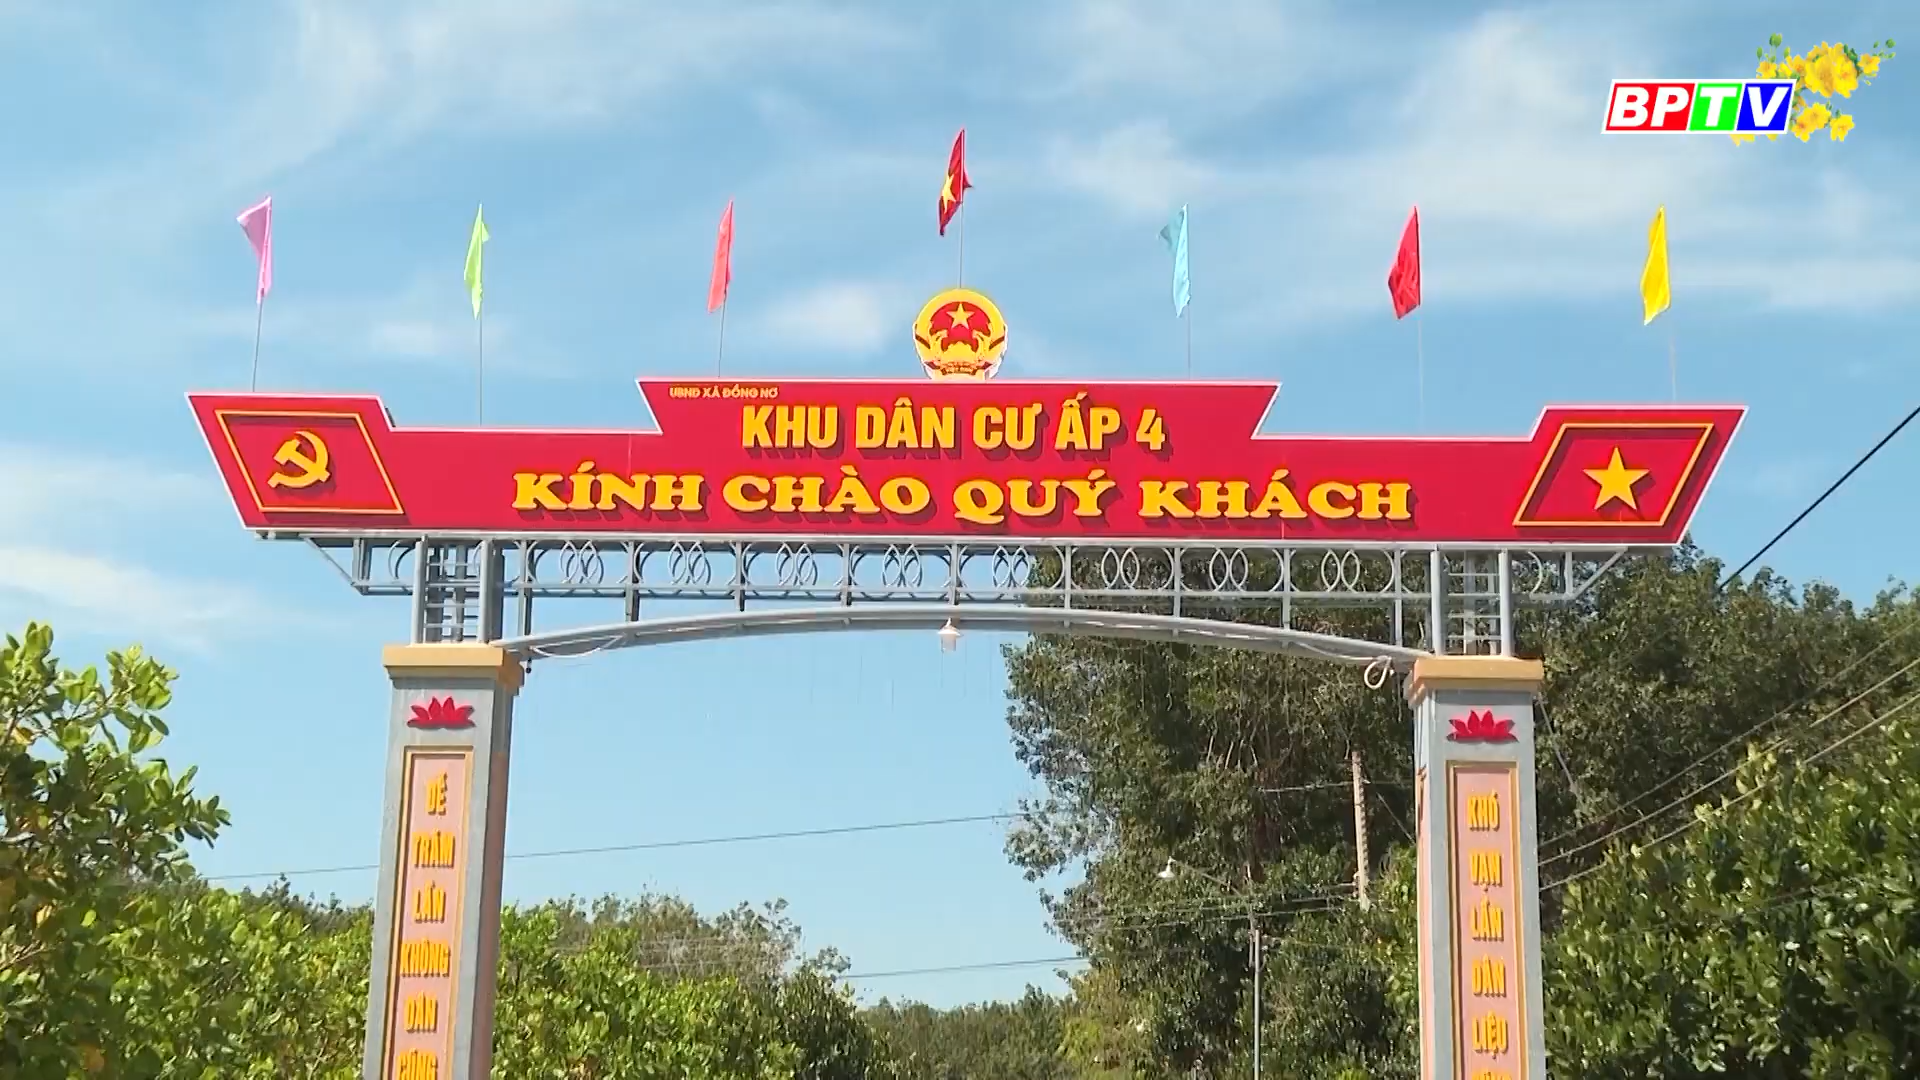 BPTV
UBND XÃ ĐỒNG NƠ
KHU DÂN CƯ ẤP 4
KÍNH CHÀO QUÝ KHÁCH
DỄ
TRĂM
LẦN
KHÔNG
DÂN
CŨNG
KHÓ
VẠN
LẦN
DÂN
LIỆU